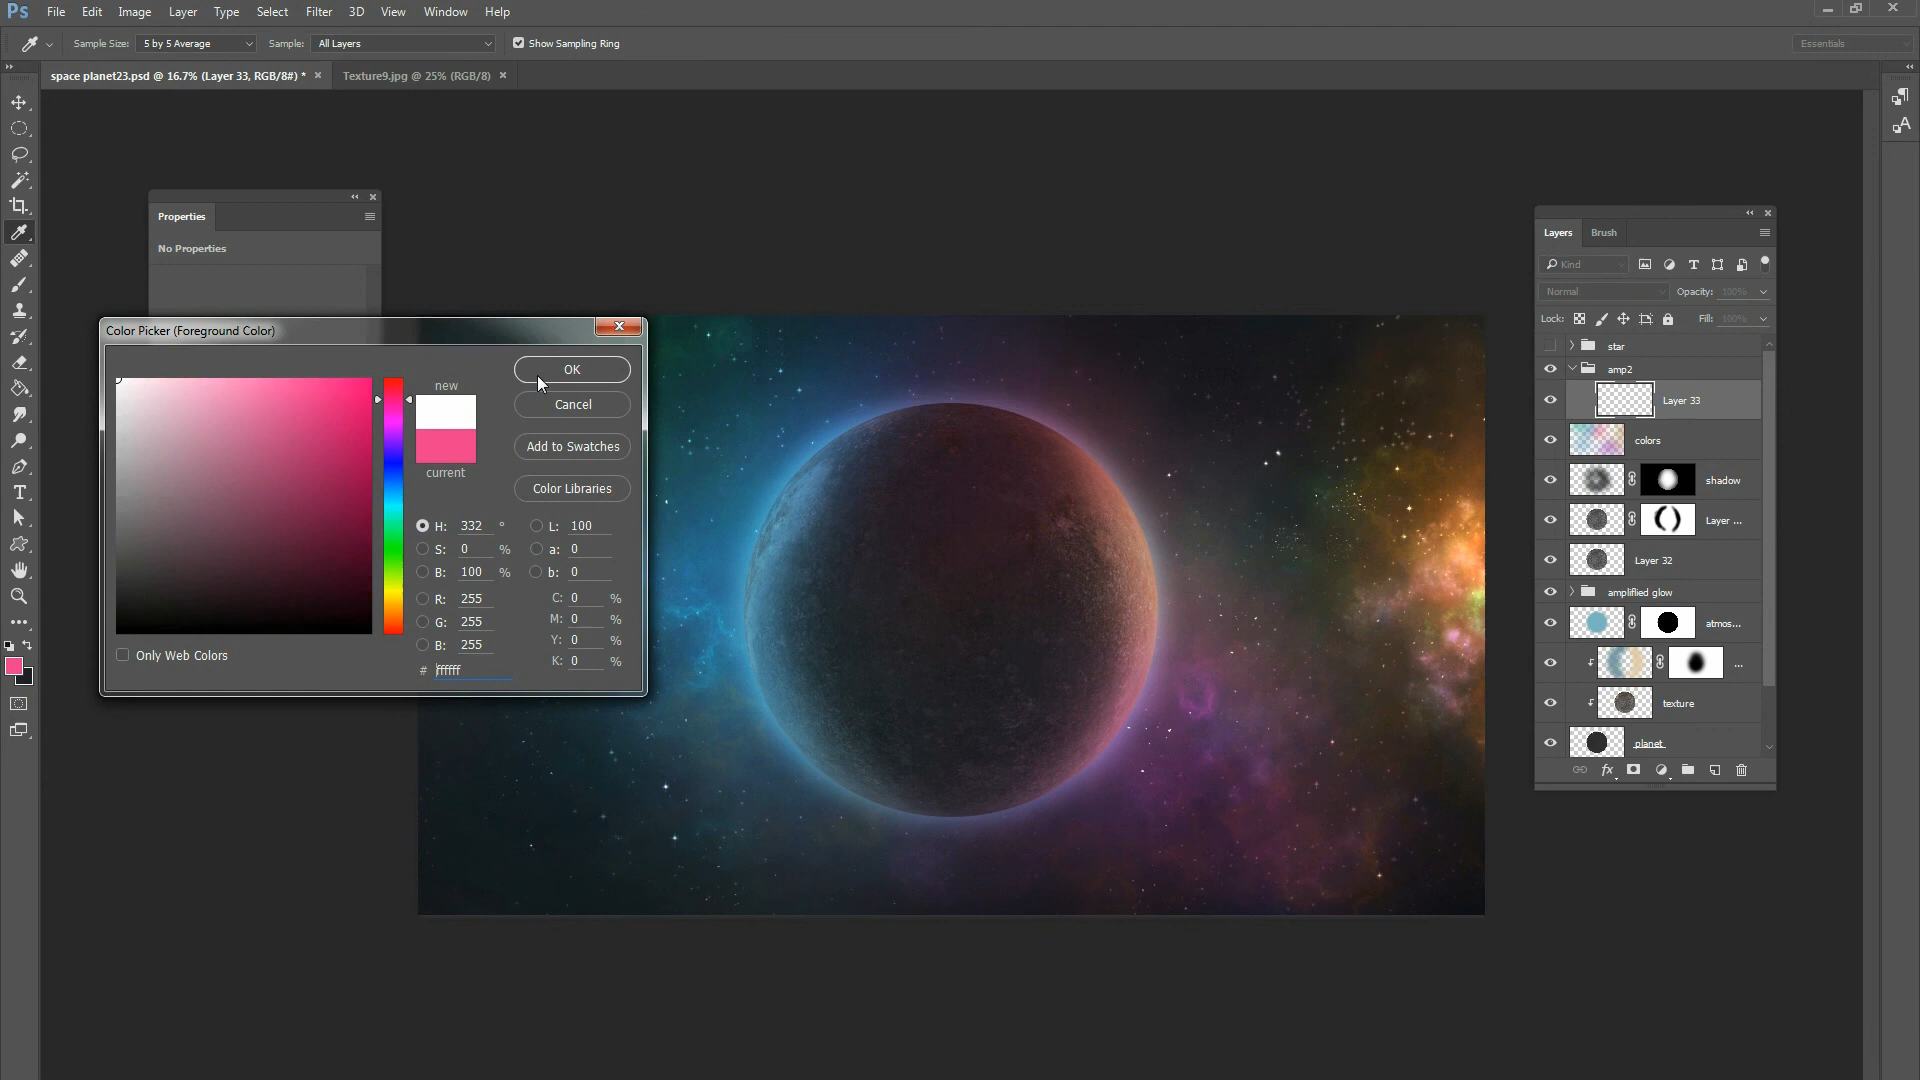 Ps File Edit Image Layer Type Select Filter 3D View Window Help
Sample Size: 5 by 5 Average Sample: All Layers Show Sampling Ring Essentials
space planet23.psd @ 16.7% (Layer 33, RGB/8#) * × Texture9.jpg @ 25% (RGB/8) ×
Properties
No Properties
Color Picker (Foreground Color)
OK
new
Cancel
Add to Swatches
current
Color Libraries
H: 332 ° L: 100
S: 0 % a: 0
B: 100 % b: 0
R: 255 C: 0 %
G: 255 M: 0 %
B: 255 Y: 0 %
K: 0 %
# ffffff
Only Web Colors
Layers Brush
Kind
Normal Opacity: 100%
Lock: Fill: 100%
star
amp2
Layer 33
colors
shadow
Layer ...
Layer 32
amplified glow
atmos...
...
texture
planet
fx